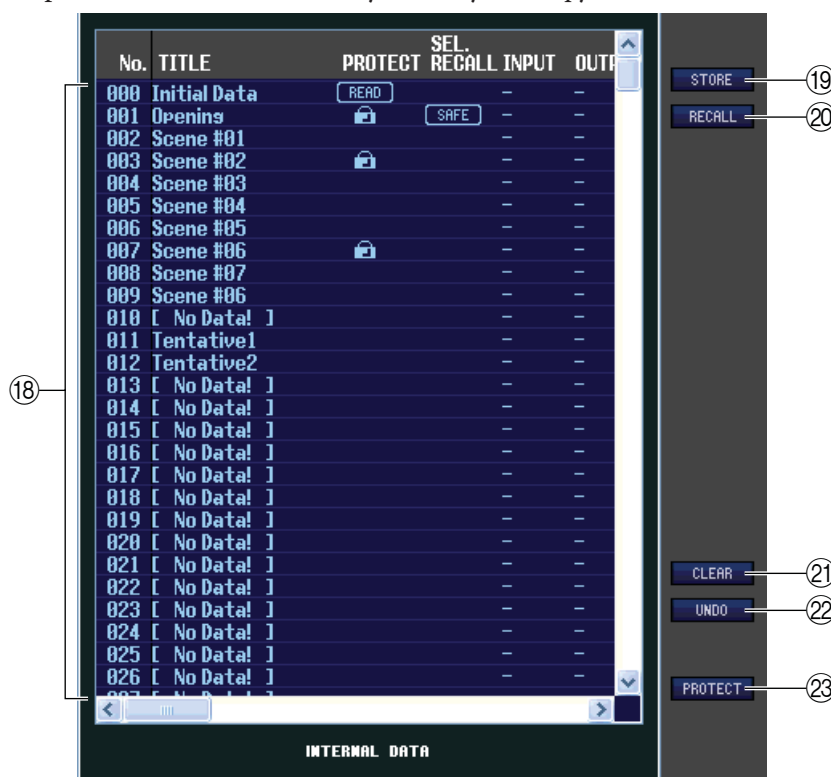 SEL.
No. TITLE PROTECT RECALL INPUT
000 Initial Data READ - -
001 Opening SAFE - -
002 Scene #01 - -
003 Scene #02 - -
004 Scene #03 - -
005 Scene #04 - -
006 Scene #05 - -
007 Scene #06 - -
008 Scene #07 - -
009 Scene #06 - -
010 [ No Data! ] - -
011 Tentative1 - -
012 Tentative2 - -
013 [ No Data! ] - -
014 [ No Data! ] - -
015 [ No Data! ] - -
016 [ No Data! ] - -
017 [ No Data! ] - -
018 [ No Data! ] - -
019 [ No Data! ] - -
020 [ No Data! ] - -
021 [ No Data! ] - -
022 [ No Data! ] - -
023 [ No Data! ] - -
024 [ No Data! ] - -
025 [ No Data! ] - -
026 [ No Data! ] - -
INTERNAL DATA
⑱
STORE ⑲
RECALL ⑳
CLEAR ㉑
UNDO ㉒
PROTECT ㉓